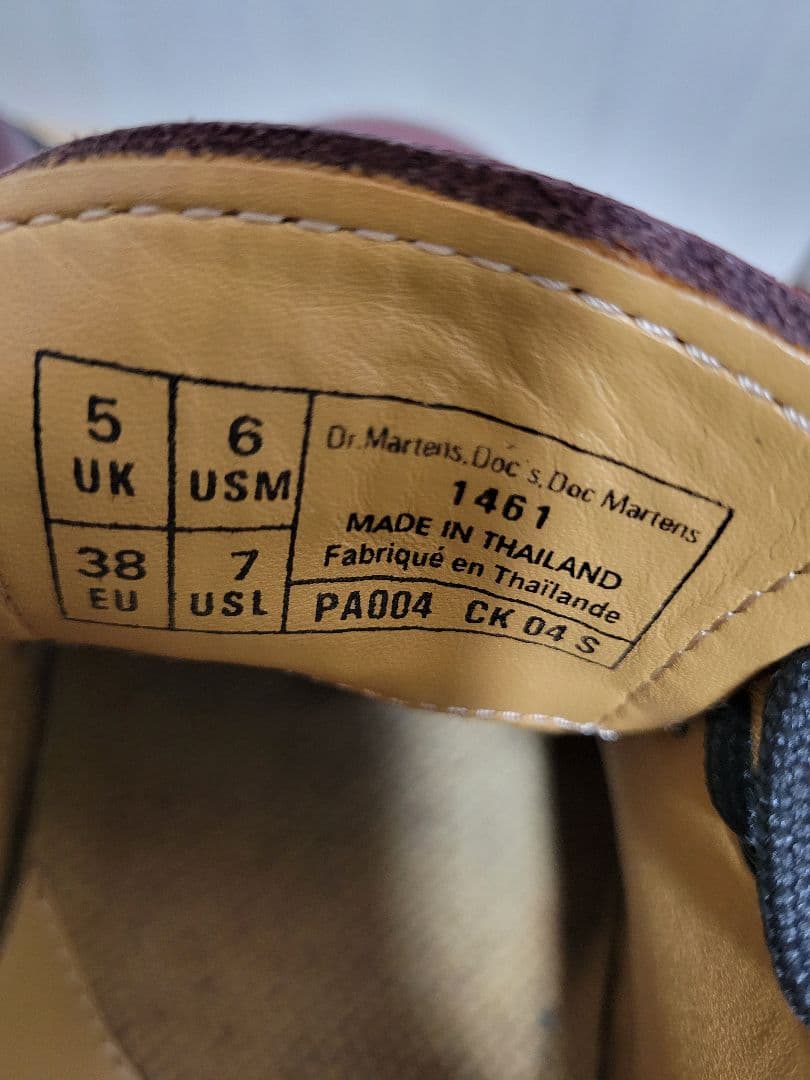 5
UK
6
USM
38
EU
7
USL
Dr.Martens.Doc's.Doc Martens
1461
MADE IN THAILAND
Fabriqué en Thaïlande
PA004 CK 04 S